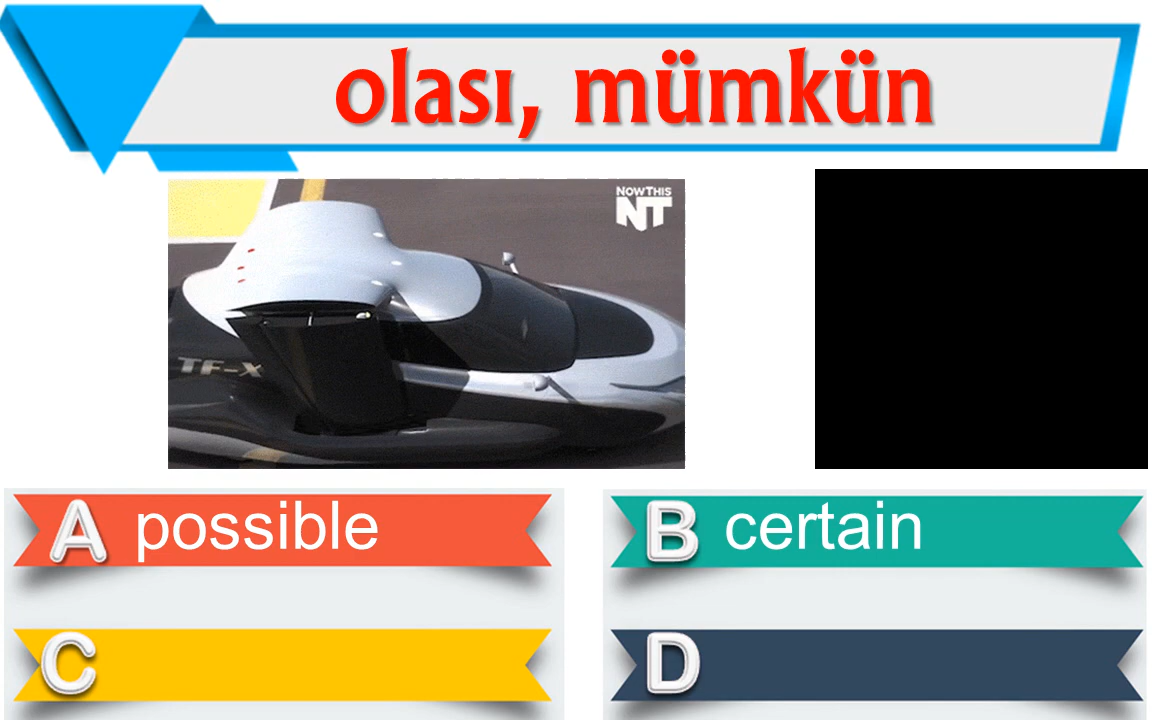 olası, mümkün
NOWTHIS
NT
TF-X
A possible
B certain
C
D